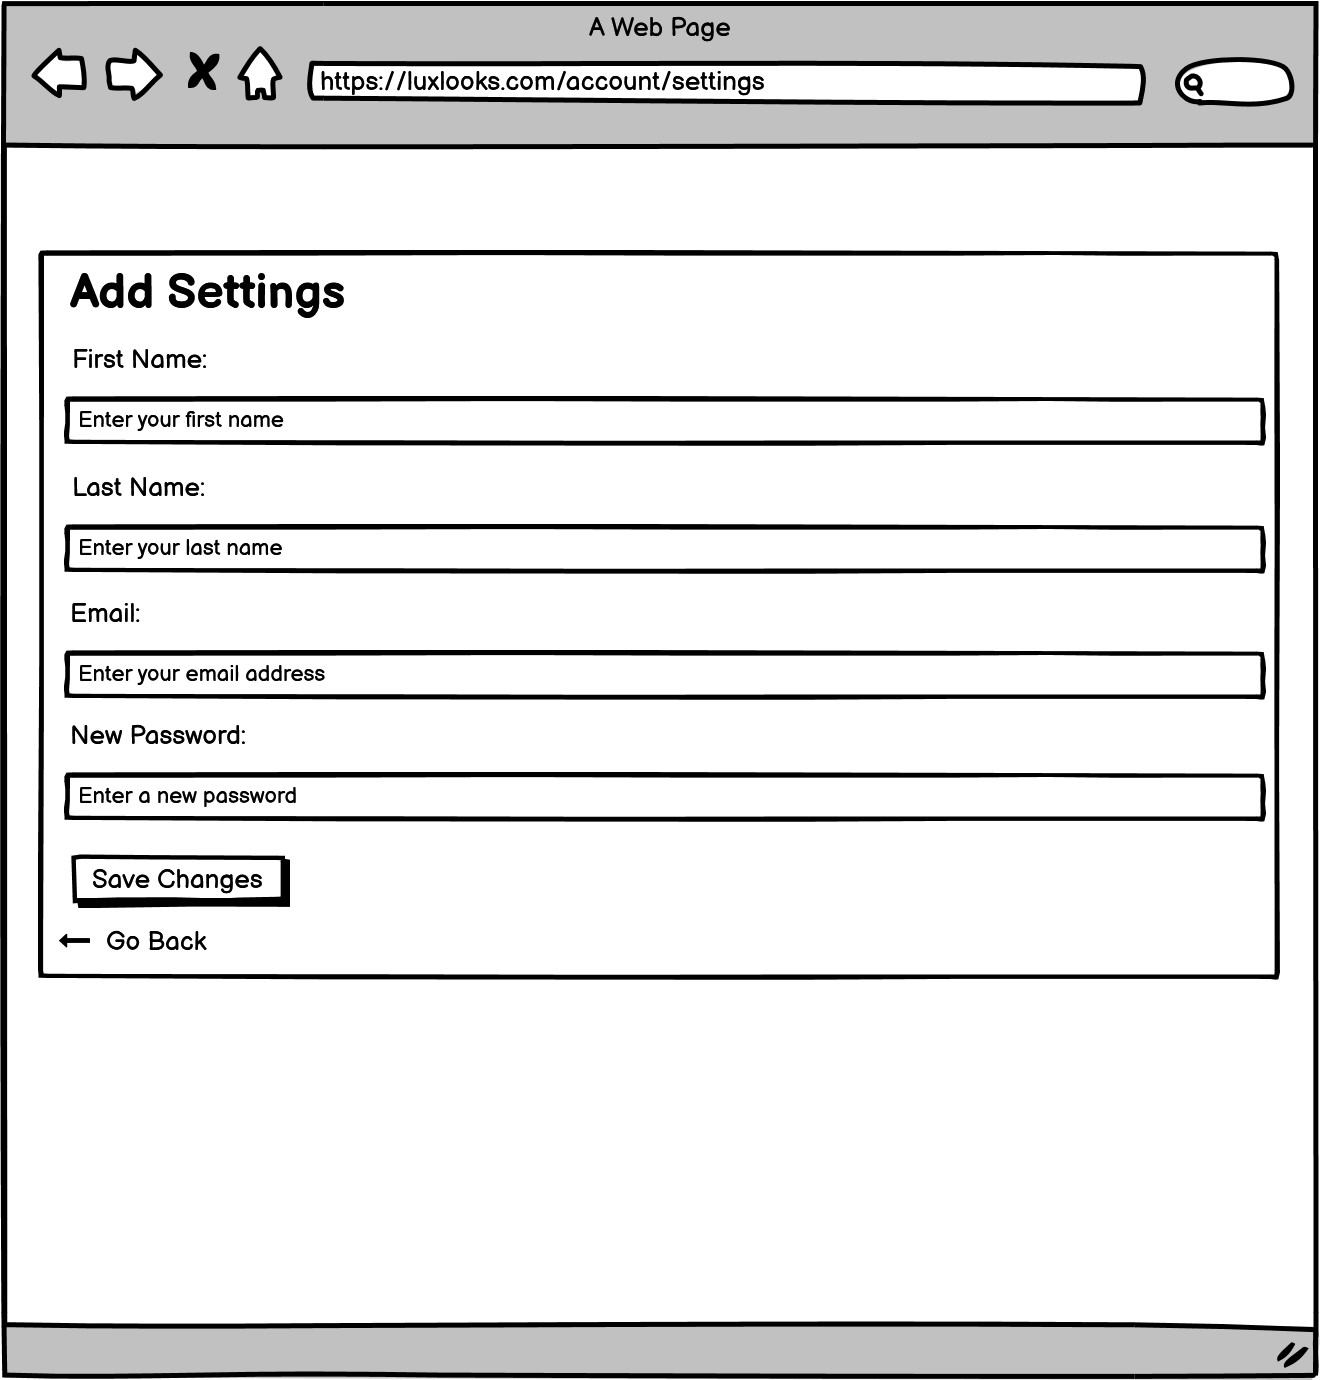 A Web Page
https://luxlooks.com/account/settings
Add Settings
First Name:
Enter your first name
Last Name:
Enter your last name
Email:
Enter your email address
New Password:
Enter a new password
Save Changes
Go Back